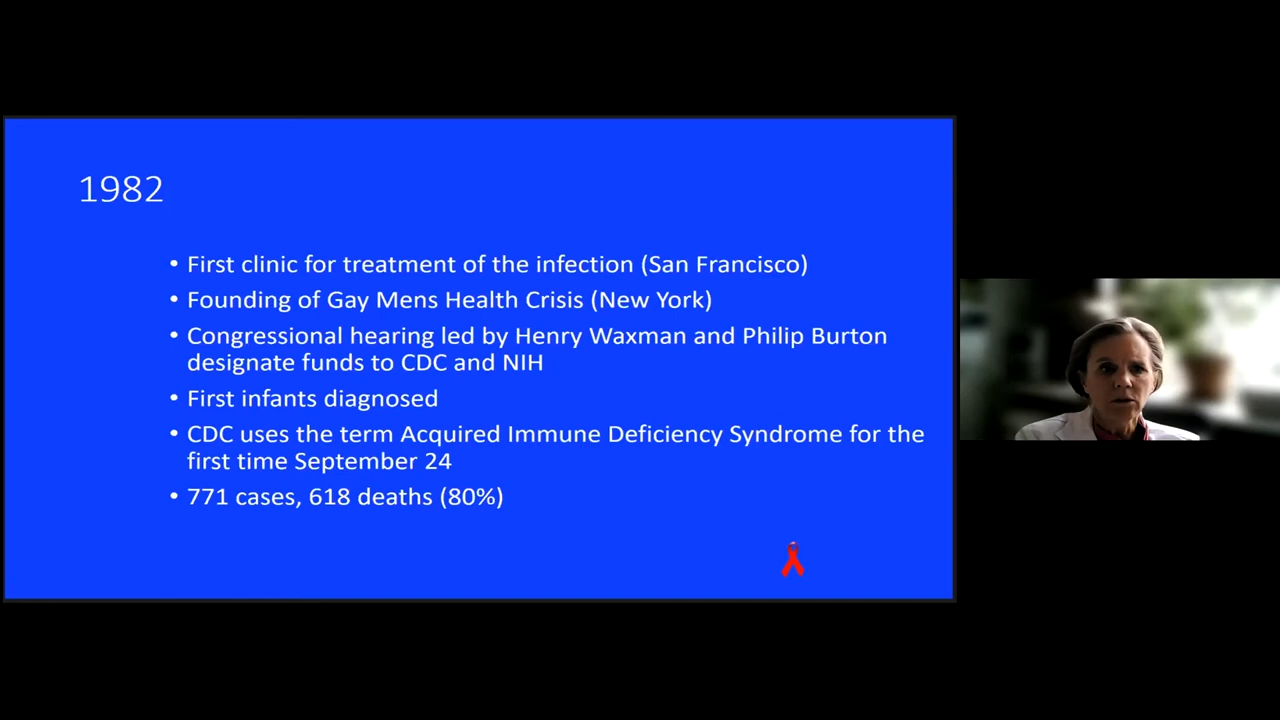 1982
• First clinic for treatment of the infection (San Francisco)
• Founding of Gay Mens Health Crisis (New York)
• Congressional hearing led by Henry Waxman and Philip Burton
designate funds to CDC and NIH
• First infants diagnosed
• CDC uses the term Acquired Immune Deficiency Syndrome for the
first time September 24
• 771 cases, 618 deaths (80%)